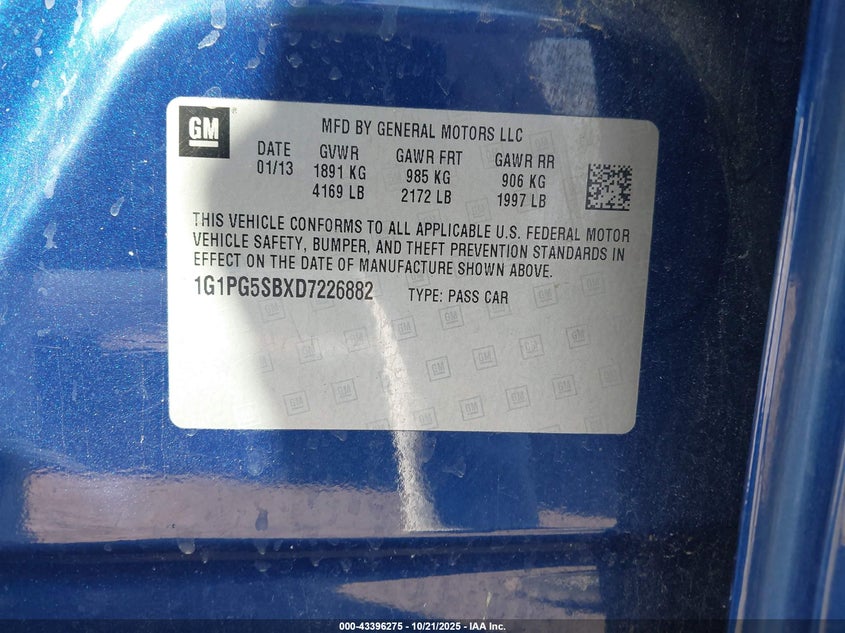 GM
MFD BY GENERAL MOTORS LLC
DATE GVWR GAWR FRT GAWR RR
01/13 1891 KG 985 KG 906 KG
4169 LB 2172 LB 1997 LB
THIS VEHICLE CONFORMS TO ALL APPLICABLE U.S. FEDERAL MOTOR
VEHICLE SAFETY, BUMPER, AND THEFT PREVENTION STANDARDS IN
EFFECT ON THE DATE OF MANUFACTURE SHOWN ABOVE.
1G1PG5SBXD7226882 TYPE: PASS CAR
000-43396275 - 10/21/2025 - IAA Inc.